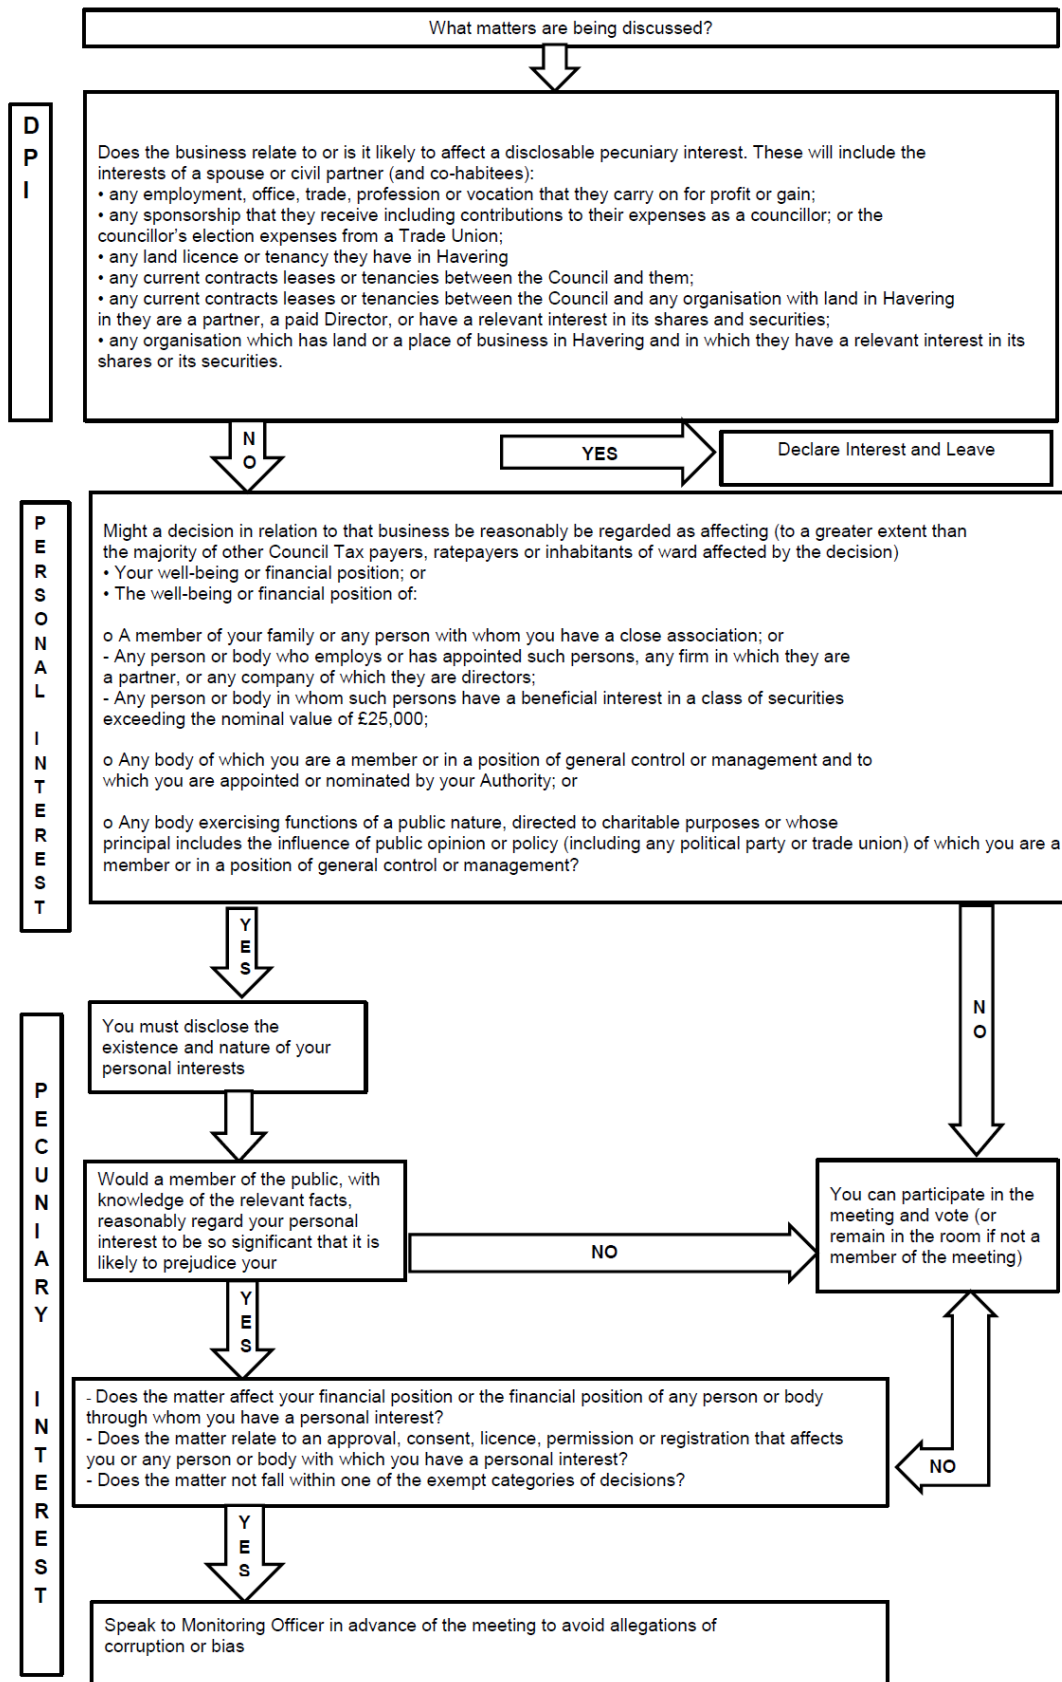 What matters are being discussed?
D
P
I
Does the business relate to or is it likely to affect a disclosable pecuniary interest. These will include the
interests of a spouse or civil partner (and co-habitees):
• any employment, office, trade, profession or vocation that they carry on for profit or gain;
• any sponsorship that they receive including contributions to their expenses as a councillor; or the
councillor's election expenses from a Trade Union;
• any land licence or tenancy they have in Havering
• any current contracts leases or tenancies between the Council and them;
• any current contracts leases or tenancies between the Council and any organisation with land in Havering
in they are a partner, a paid Director, or have a relevant interest in its shares and securities;
• any organisation which has land or a place of business in Havering and in which they have a relevant interest in its
shares or its securities.
N
O
YES
Declare Interest and Leave
P
E
R
S
O
N
A
L
I
N
T
E
R
E
S
T
Might a decision in relation to that business be reasonably be regarded as affecting (to a greater extent than
the majority of other Council Tax payers, ratepayers or inhabitants of ward affected by the decision)
• Your well-being or financial position; or
• The well-being or financial position of:
o A member of your family or any person with whom you have a close association; or
- Any person or body who employs or has appointed such persons, any firm in which they are
a partner, or any company of which they are directors;
- Any person or body in whom such persons have a beneficial interest in a class of securities
exceeding the nominal value of £25,000;
o Any body of which you are a member or in a position of general control or management and to
which you are appointed or nominated by your Authority; or
o Any body exercising functions of a public nature, directed to charitable purposes or whose
principal includes the influence of public opinion or policy (including any political party or trade union) of which you are a
member or in a position of general control or management?
Y
E
S
N
O
P
E
C
U
N
I
A
R
Y
I
N
T
E
R
E
S
T
You must disclose the
existence and nature of your
personal interests
Would a member of the public, with
knowledge of the relevant facts,
reasonably regard your personal
interest to be so significant that it is
likely to prejudice your
NO
You can participate in the
meeting and vote (or
remain in the room if not a
member of the meeting)
Y
E
S
- Does the matter affect your financial position or the financial position of any person or body
through whom you have a personal interest?
- Does the matter relate to an approval, consent, licence, permission or registration that affects
you or any person or body with which you have a personal interest?
- Does the matter not fall within one of the exempt categories of decisions?
NO
Y
E
S
Speak to Monitoring Officer in advance of the meeting to avoid allegations of
corruption or bias